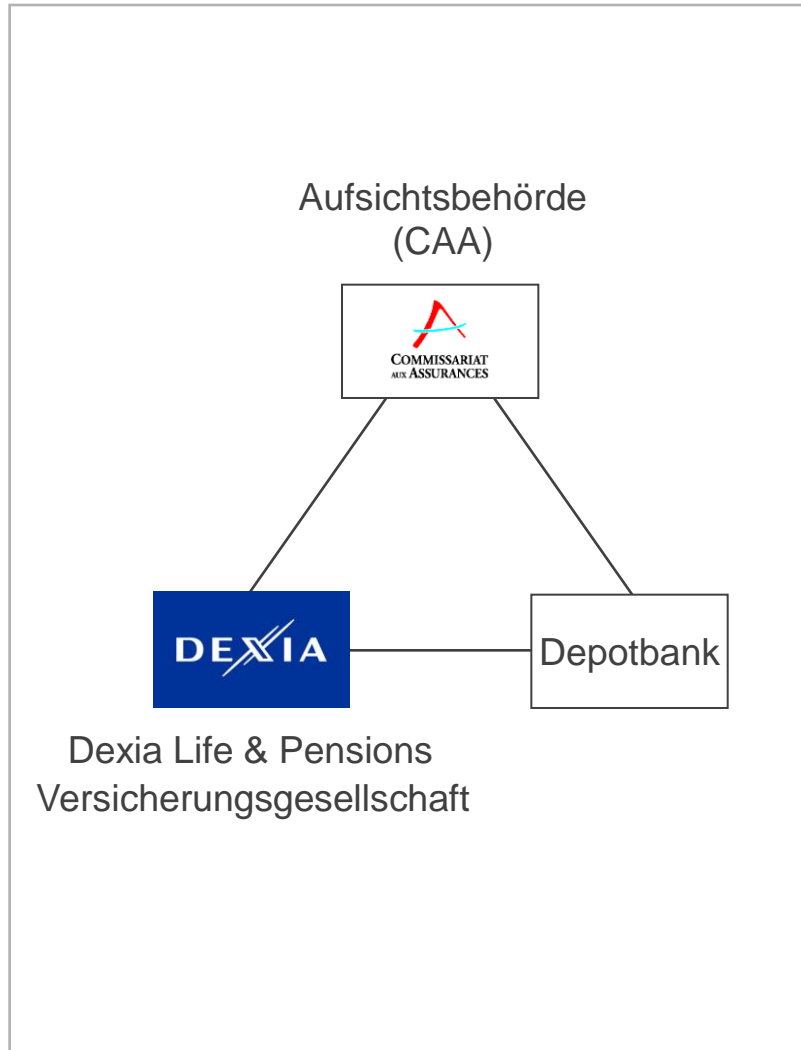 Aufsichtsbehörde
(CAA)
COMMISSARIAT
AUX ASSURANCES
DEXIA
Depotbank
Dexia Life & Pensions
Versicherungsgesellschaft